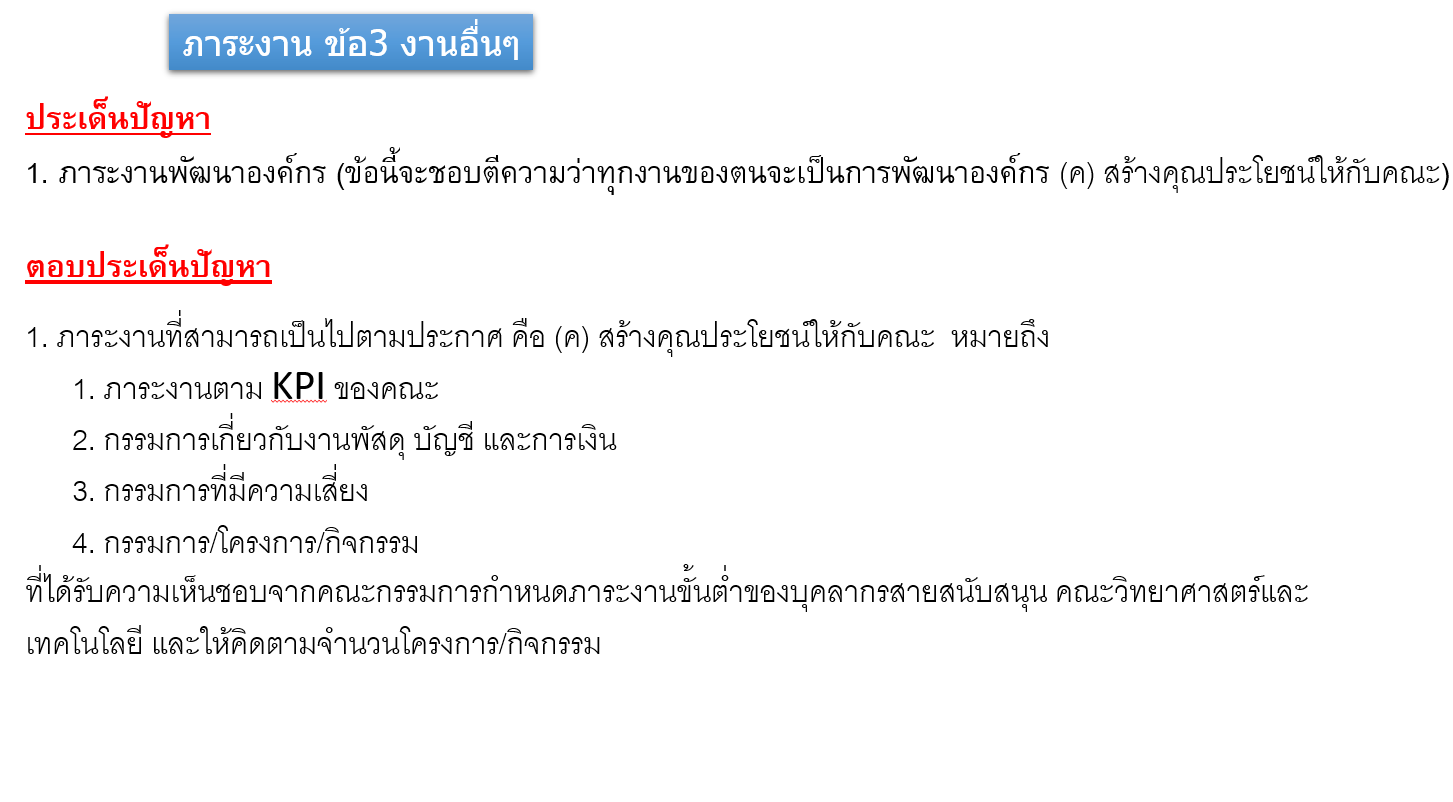 ภาระงาน ข้อ3 งานอื่นๆ
ประเด็นปัญหา
1. ภาระงานพัฒนาองค์กร (ข้อนี้จะชอบตีความว่าทุกงานของตนจะเป็นการพัฒนาองค์กร (ค) สร้างคุณประโยชน์ให้กับคณะ)
ตอบประเด็นปัญหา
1. ภาระงานที่สามารถเป็นไปตามประกาศ คือ (ค) สร้างคุณประโยชน์ให้กับคณะ หมายถึง
1. ภาระงานตาม KPI ของคณะ
2. กรรมการเกี่ยวกับงานพัสดุ บัญชี และการเงิน
3. กรรมการที่มีความเสี่ยง
4. กรรมการ/โครงการ/กิจกรรม
ที่ได้รับความเห็นชอบจากคณะกรรมการกำหนดภาระงานขั้นต่ำของบุคลากรสายสนับสนุน คณะวิทยาศาสตร์และ
เทคโนโลยี และให้คิดตามจำนวนโครงการ/กิจกรรม